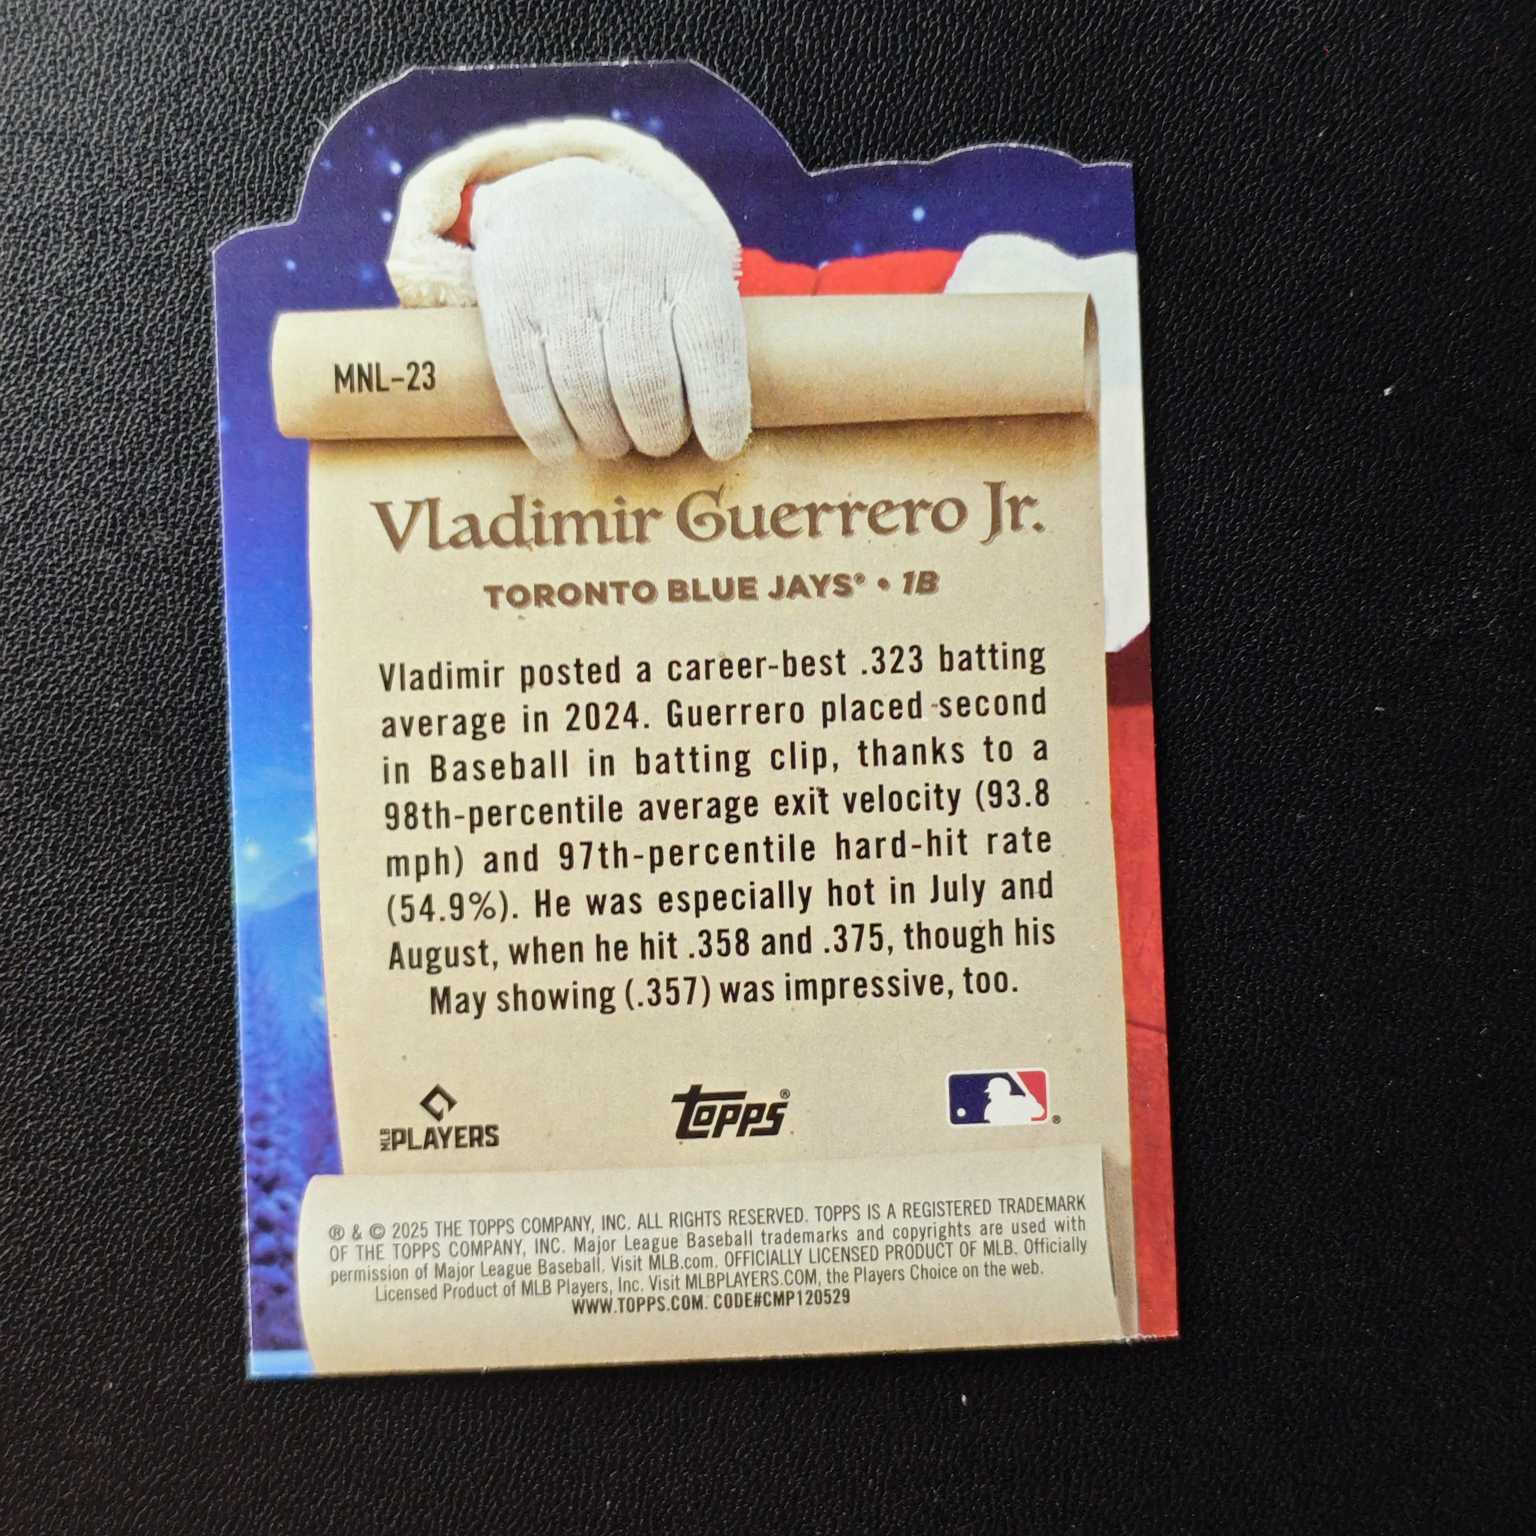 MNL-23
Vladimir Guerrero Jr.
TORONTO BLUE JAYS® • 1B
Vladimir posted a career-best .323 batting
average in 2024. Guerrero placed second
in Baseball in batting clip, thanks to a
98th-percentile average exit velocity (93.8
mph) and 97th-percentile hard-hit rate
(54.9%). He was especially hot in July and
August, when he hit .358 and .375, though his
May showing (.357) was impressive, too.
MLB PLAYERS
topps®
®
® & © 2025 THE TOPPS COMPANY, INC. ALL RIGHTS RESERVED. TOPPS IS A REGISTERED TRADEMARK
OF THE TOPPS COMPANY, INC. Major League Baseball trademarks and copyrights are used with
permission of Major League Baseball. Visit MLB.com. OFFICIALLY LICENSED PRODUCT OF MLB. Officially
Licensed Product of MLB Players, Inc. Visit MLBPLAYERS.COM, the Players Choice on the web.
WWW.TOPPS.COM. CODE#CMP120529